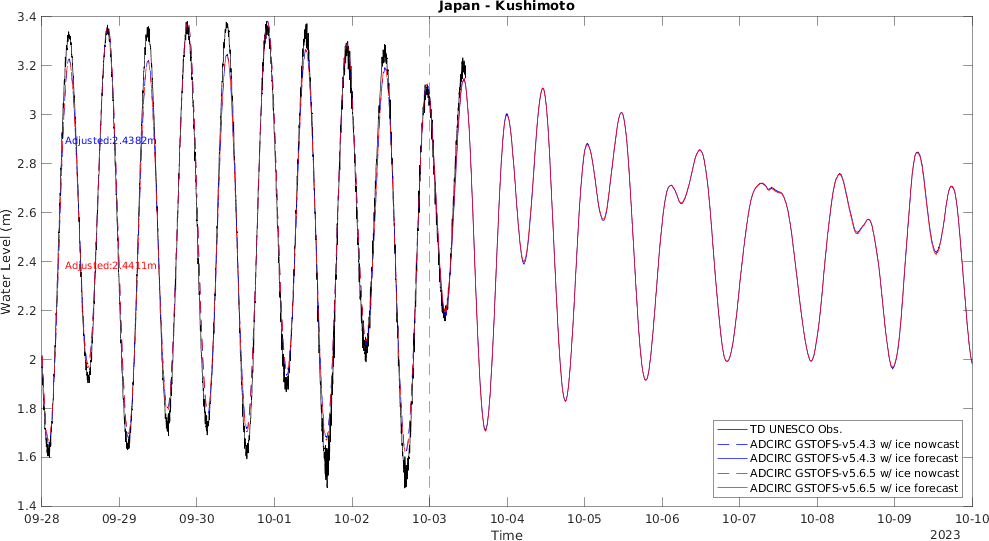 Japan - Kushimoto
3.4
3.2
3
2.8
2.6
2.4
2.2
2
1.8
1.6
1.4
Water Level (m)
Adjusted:2.4382m
Adjusted:2.4411m
TD UNESCO Obs.
ADCIRC GSTOFS-v5.4.3 w/ ice nowcast
ADCIRC GSTOFS-v5.4.3 w/ ice forecast
ADCIRC GSTOFS-v5.6.5 w/ ice nowcast
ADCIRC GSTOFS-v5.6.5 w/ ice forecast
09-28 09-29 09-30 10-01 10-02 10-03 10-04 10-05 10-06 10-07 10-08 10-09 10-10
Time
2023